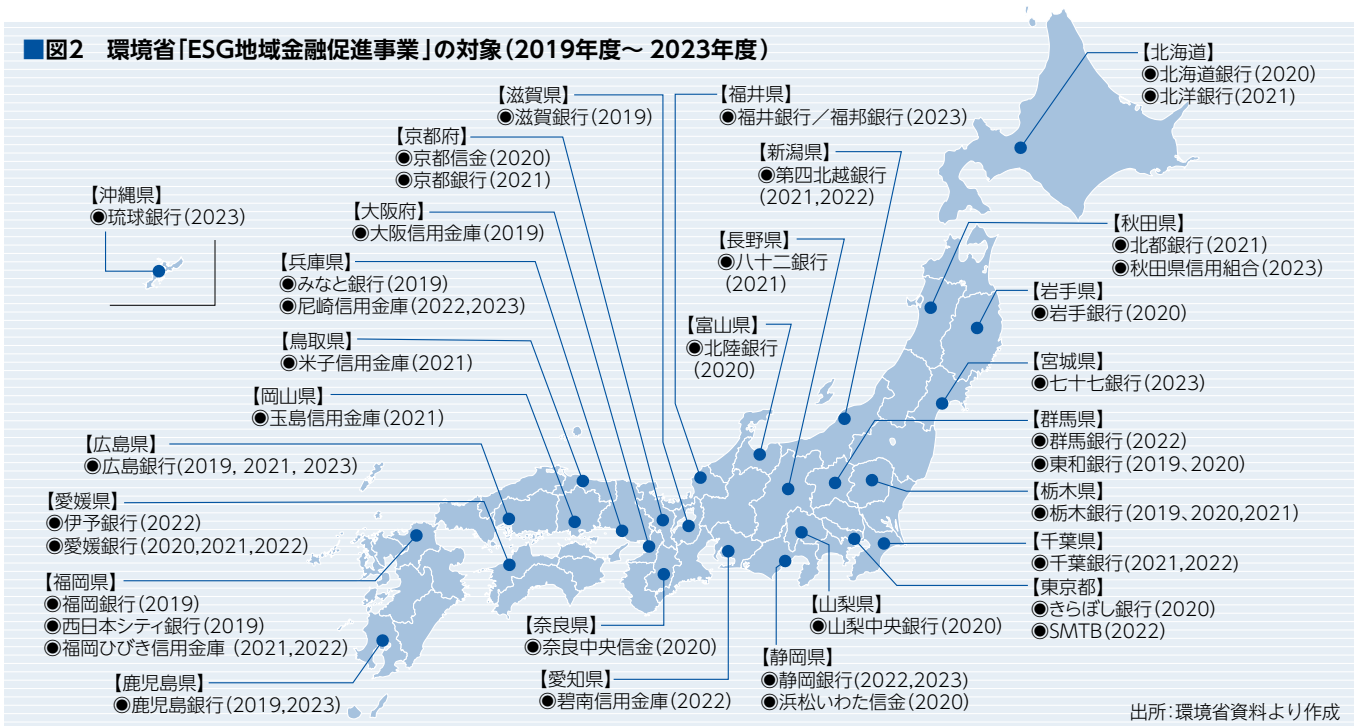 ■図2 環境省「ESG地域金融促進事業」の対象（2019年度～ 2023年度）
【北海道】
◉北海道銀行（2020）
◉北洋銀行（2021）
【滋賀県】
◉滋賀銀行（2019）
【福井県】
◉福井銀行／福邦銀行（2023）
【京都府】
◉京都信金（2020）
◉京都銀行（2021）
【新潟県】
◉第四北越銀行
（2021,2022）
【沖縄県】
◉琉球銀行（2023）
【大阪府】
◉大阪信用金庫（2019）
【長野県】
◉八十二銀行
（2021）
【秋田県】
◉北都銀行（2021）
◉秋田県信用組合（2023）
【兵庫県】
◉みなと銀行（2019）
◉尼崎信用金庫（2022,2023）
【岩手県】
◉岩手銀行（2020）
【鳥取県】
◉米子信用金庫（2021）
【富山県】
◉北陸銀行
（2020）
【宮城県】
◉七十七銀行（2023）
【岡山県】
◉玉島信用金庫（2021）
【群馬県】
◉群馬銀行（2022）
◉東和銀行（2019、2020）
【広島県】
◉広島銀行（2019, 2021, 2023）
【栃木県】
◉栃木銀行（2019、2020,2021）
【愛媛県】
◉伊予銀行（2022）
◉愛媛銀行（2020,2021,2022）
【千葉県】
◉千葉銀行（2021,2022）
【福岡県】
◉福岡銀行（2019）
◉西日本シティ銀行（2019）
◉福岡ひびき信用金庫 （2021,2022）
【東京都】
◉きらぼし銀行（2020）
◉SMTB（2022）
【山梨県】
◉山梨中央銀行（2020）
【奈良県】
◉奈良中央信金（2020）
【静岡県】
◉静岡銀行（2022,2023）
◉浜松いわた信金（2020）
【愛知県】
◉碧南信用金庫（2022）
【鹿児島県】
◉鹿児島銀行（2019,2023）
出所：環境省資料より作成